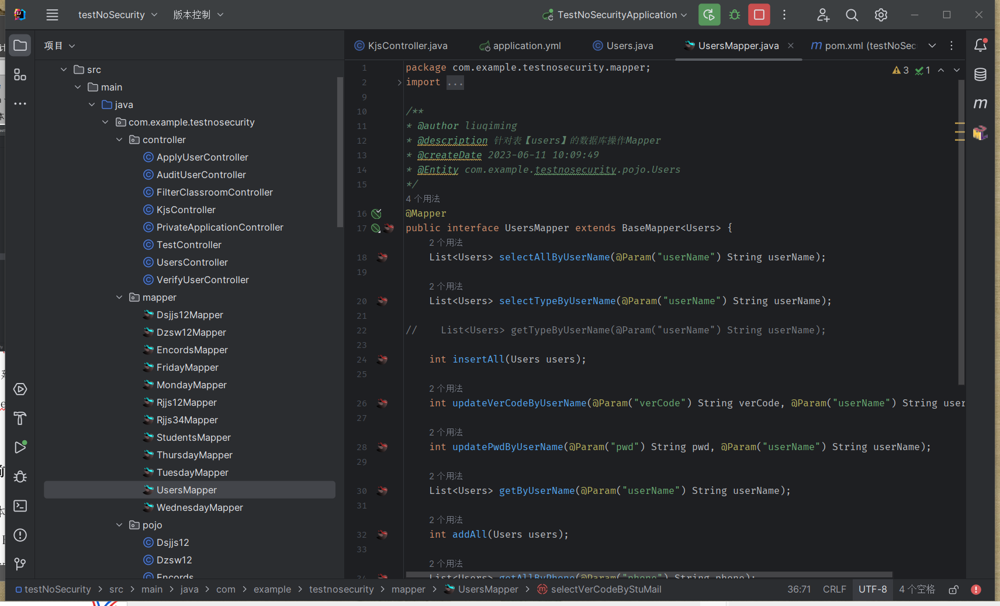 testNoSecurity
版本控制
TestNoSecurityApplication
项目
KjsController.java
application.yml
Users.java
UsersMapper.java
pom.xml (testNoSec
src
main
java
com.example.testnosecurity
controller
ApplyUserController
AuditUserController
FilterClassroomController
KjsController
PrivateApplicationController
TestController
UsersController
VerifyUserController
mapper
Dsjjs12Mapper
Dzsw12Mapper
EncordsMapper
FridayMapper
MondayMapper
Rjjs12Mapper
Rjjs34Mapper
StudentsMapper
ThursdayMapper
TuesdayMapper
UsersMapper
WednesdayMapper
pojo
Dsjjs12
Dzsw12
Encords
3
1
1 package com.example.testnosecurity.mapper;
2 import ...
9
10 /**
11 * @author liuqiming
12 * @description 针对表【users】的数据库操作Mapper
13 * @createDate 2023-06-11 10:09:49
14 * @Entity com.example.testnosecurity.pojo.Users
15 */
4 个用法
16 @Mapper
17 public interface UsersMapper extends BaseMapper<Users> {
2 个用法
18 List<Users> selectAllByUserName(@Param("userName") String userName);
19
2 个用法
20 List<Users> selectTypeByUserName(@Param("userName") String userName);
21
22 //    List<Users> getTypeByUserName(@Param("userName") String userName);
23
24 int insertAll(Users users);
25
2 个用法
26 int updateVerCodeByUserName(@Param("verCode") String verCode, @Param("userName") String user
27
2 个用法
28 int updatePwdByUserName(@Param("pwd") String pwd, @Param("userName") String userName);
29
2 个用法
30 List<Users> getByUserName(@Param("userName") String userName);
31
2 个用法
32 int addAll(Users users);
33
2 个用法
34 List<Users> getAllByPhone(@Param("phone") String phone);
testNoSecurity > src > main > java > com > example > testnosecurity > mapper > UsersMapper > selectVerCodeByStuMail
36:71 CRLF UTF-8 4 个空格